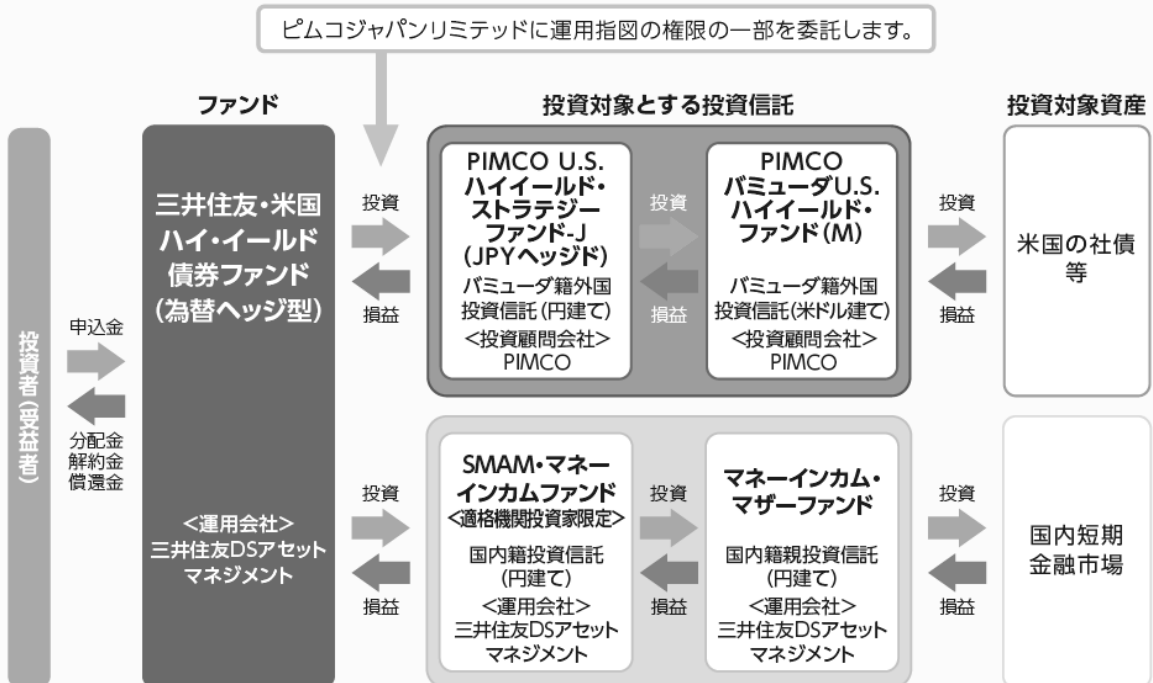 ピムコジャパンリミテッドに運用指図の権限の一部を委託します。
ファンド
投資対象とする投資信託
投資対象資産
投資者(受益者)
申込金
分配金
解約金
償還金
三井住友・米国
ハイ・イールド
債券ファンド
(為替ヘッジ型)
<運用会社>
三井住友DSアセット
マネジメント
投資
損益
PIMCO U.S.
ハイイールド・
ストラテジー
ファンド-J
(JPYヘッジド)
バミューダ籍外国
投資信託(円建て)
<投資顧問会社>
PIMCO
投資
損益
PIMCO
バミューダU.S.
ハイイールド・
ファンド(M)
バミューダ籍外国
投資信託(米ドル建て)
<投資顧問会社>
PIMCO
投資
損益
米国の社債
等
投資
損益
SMAM・マネー
インカムファンド
<適格機関投資家限定>
国内籍投資信託
(円建て)
<運用会社>
三井住友DSアセット
マネジメント
投資
損益
マネーインカム・
マザーファンド
国内籍親投資信託
(円建て)
<運用会社>
三井住友DSアセット
マネジメント
投資
損益
国内短期
金融市場